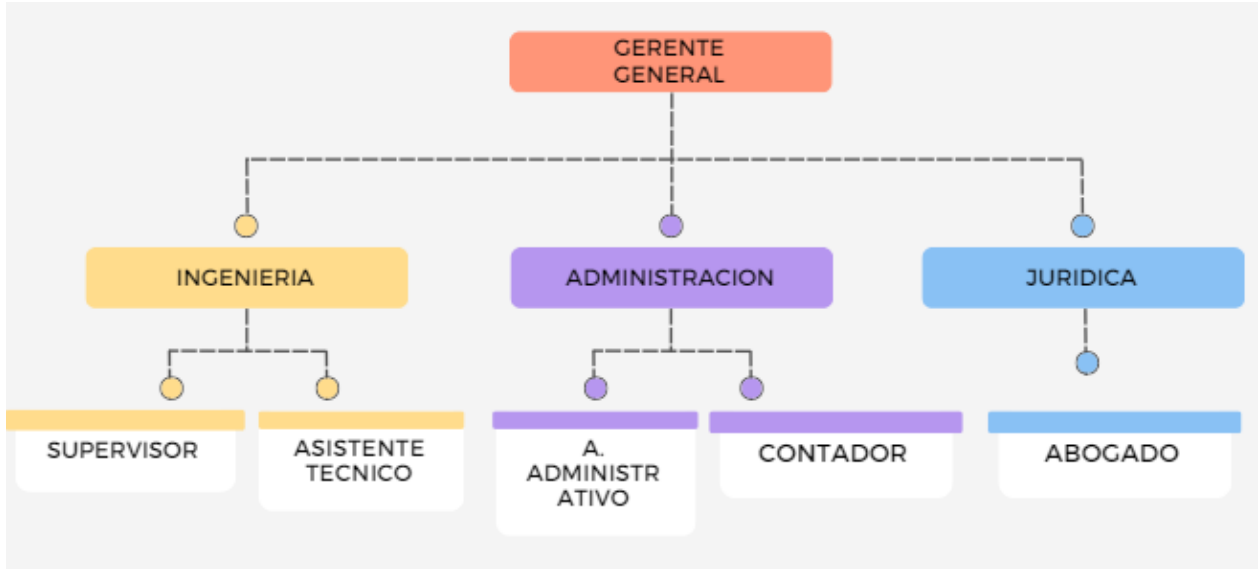 GERENTE
GENERAL
INGENIERIA
ADMINISTRACION
JURIDICA
SUPERVISOR
ASISTENTE
TECNICO
A.
ADMINISTR
ATIVO
CONTADOR
ABOGADO